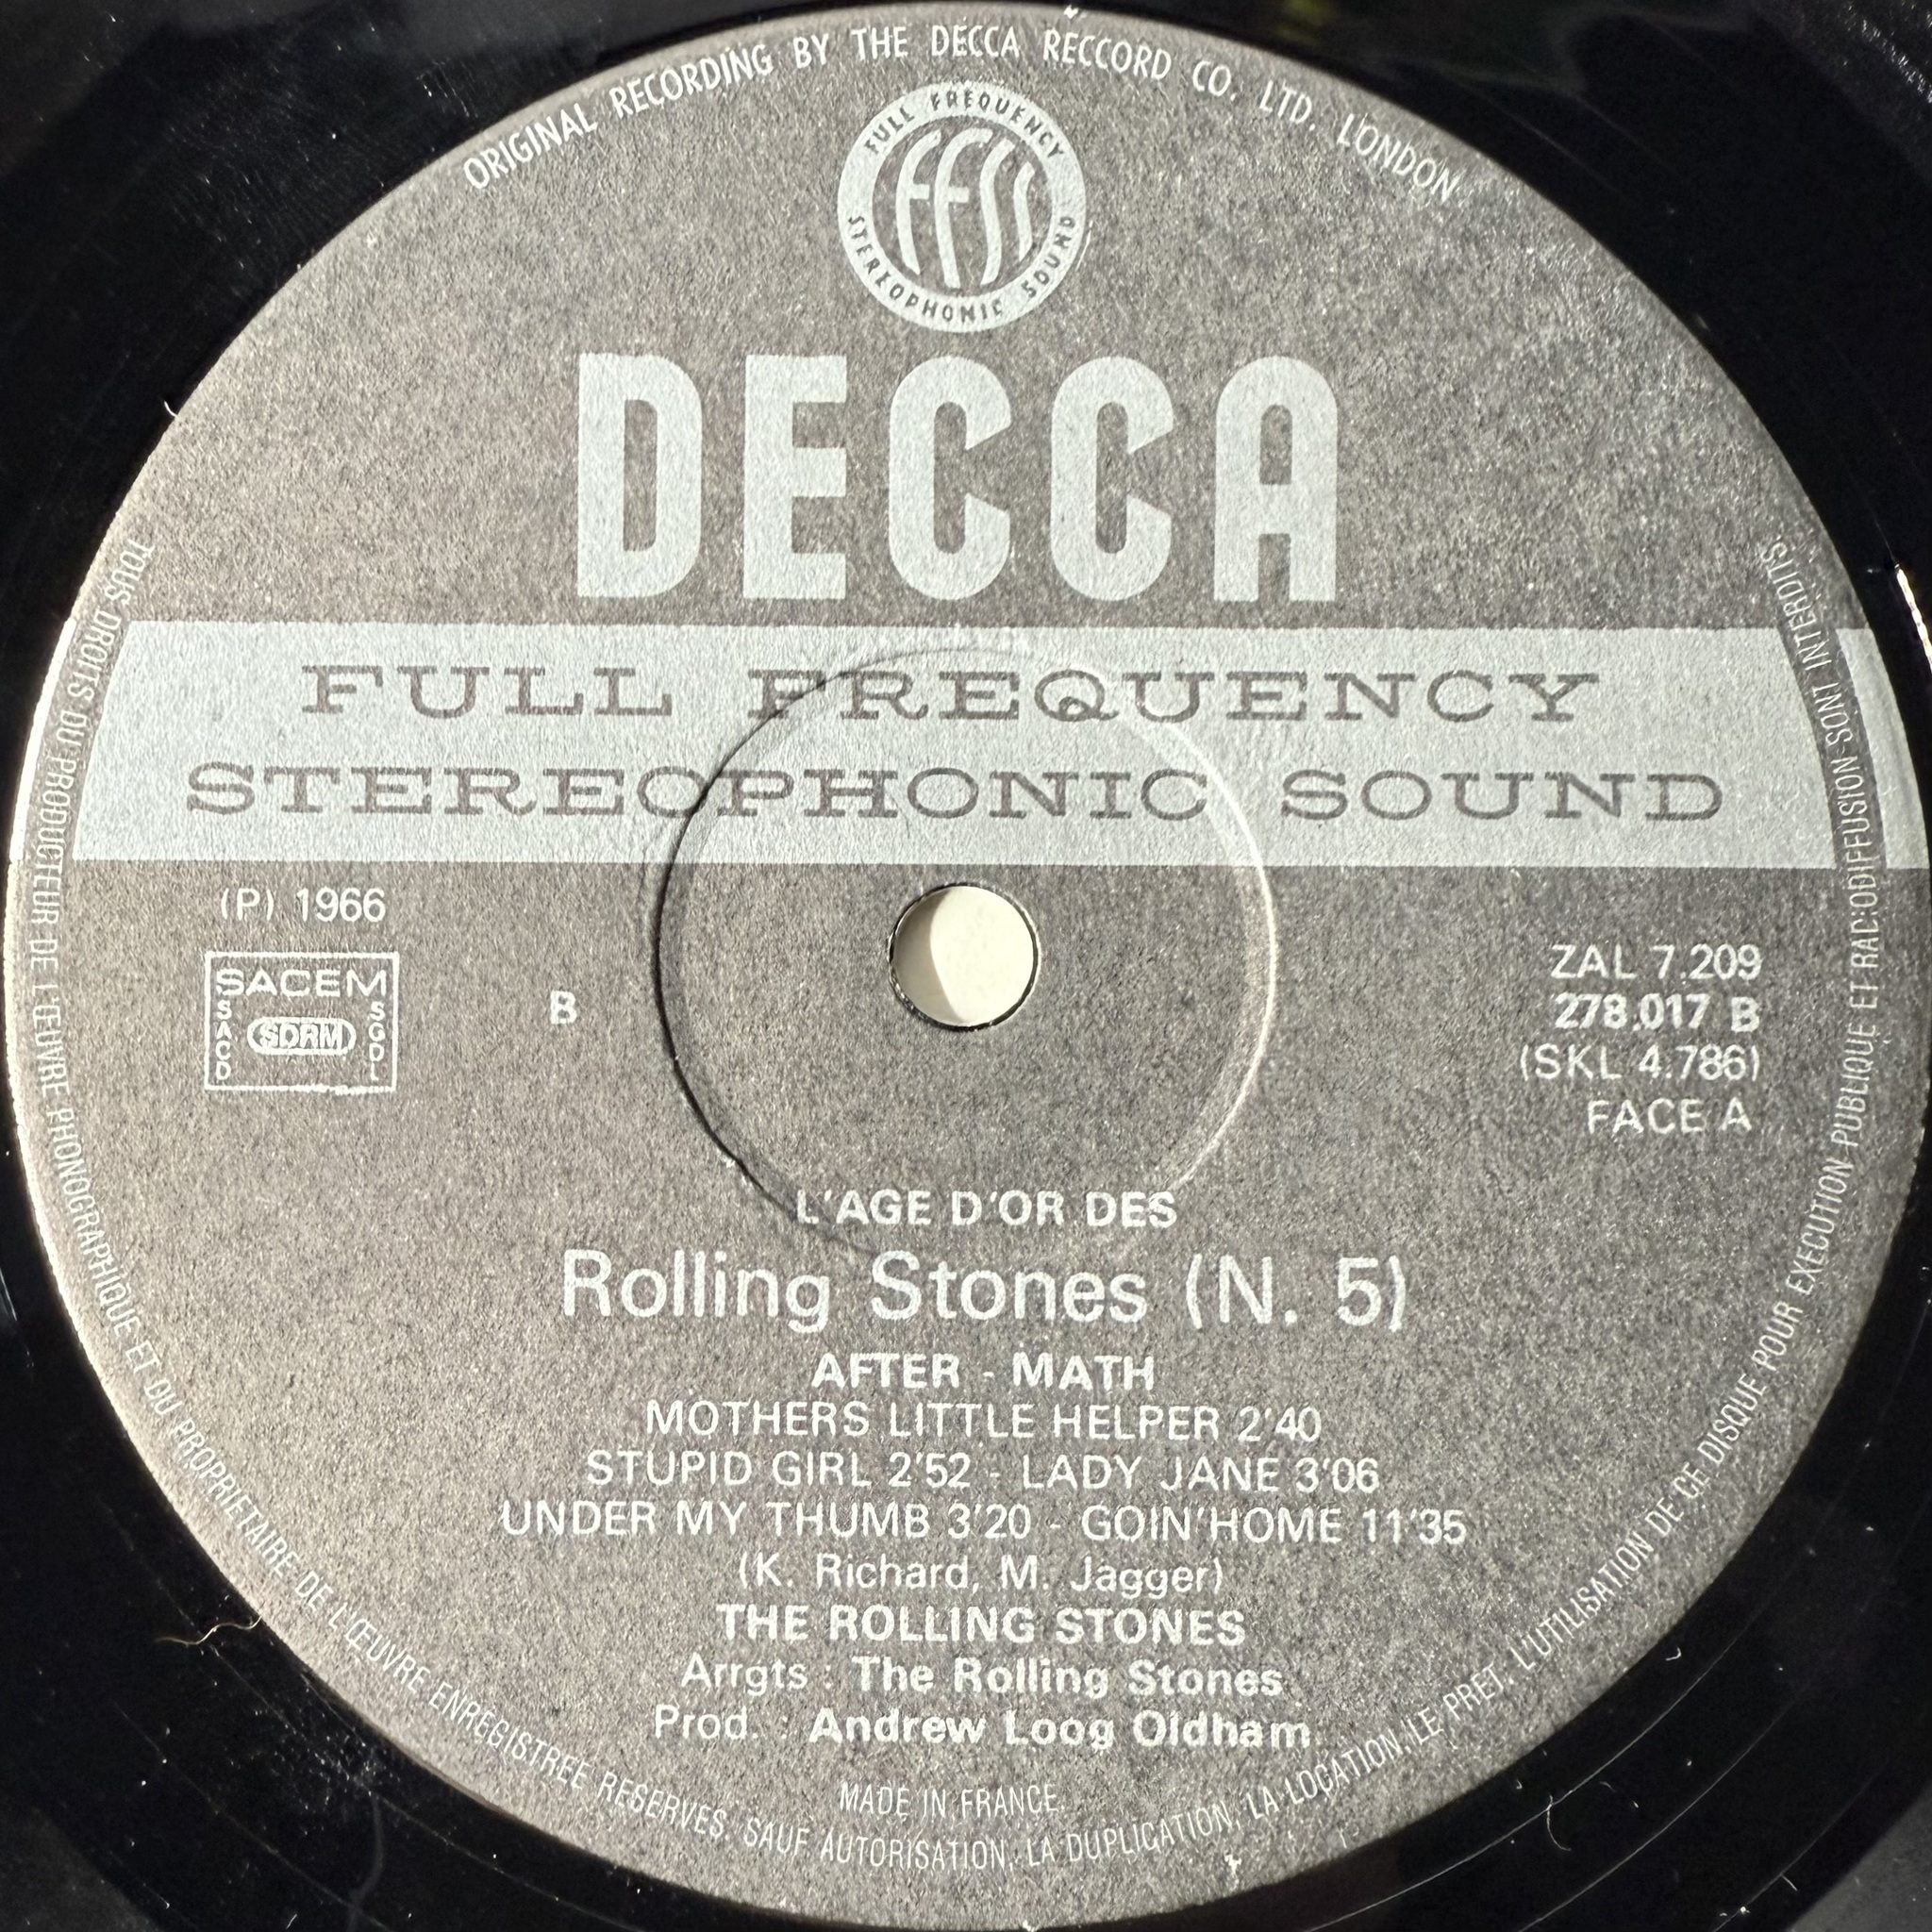 ORIGINAL RECORDING BY THE DECCA RECCORD CO. LTD. LONDON
FULL FREQUENCY
FFSS
STEREOPHONIC SOUND
DECCA
FULL FREQUENCY
STEREOPHONIC SOUND
(P) 1966
SACEM
SACD
SDRM
SGDL
B
ZAL 7.209
278.017 B
(SKL 4.786)
FACE A
L'AGE D'OR DES
Rolling Stones (N. 5)
AFTER - MATH
MOTHERS LITTLE HELPER 2'40
STUPID GIRL 2'52 - LADY JANE 3'06
UNDER MY THUMB 3'20 - GOIN'HOME 11'35
(K. Richard, M. Jagger)
THE ROLLING STONES
Arrgts : The Rolling Stones
Prod. : Andrew Loog Oldham
MADE IN FRANCE
TOUS DROITS DU PRODUCTEUR DE L'ŒUVRE PHONOGRAPHIQUE ET DU PROPRIETAIRE DE L'ŒUVRE ENREGISTREE RESERVES. SAUF AUTORISATION, LA DUPLICATION, LA LOCATION, LE PRET, L'UTILISATION DE CE DISQUE POUR EXECUTION PUBLIQUE ET RADIODIFFUSION SONT INTERDITS.